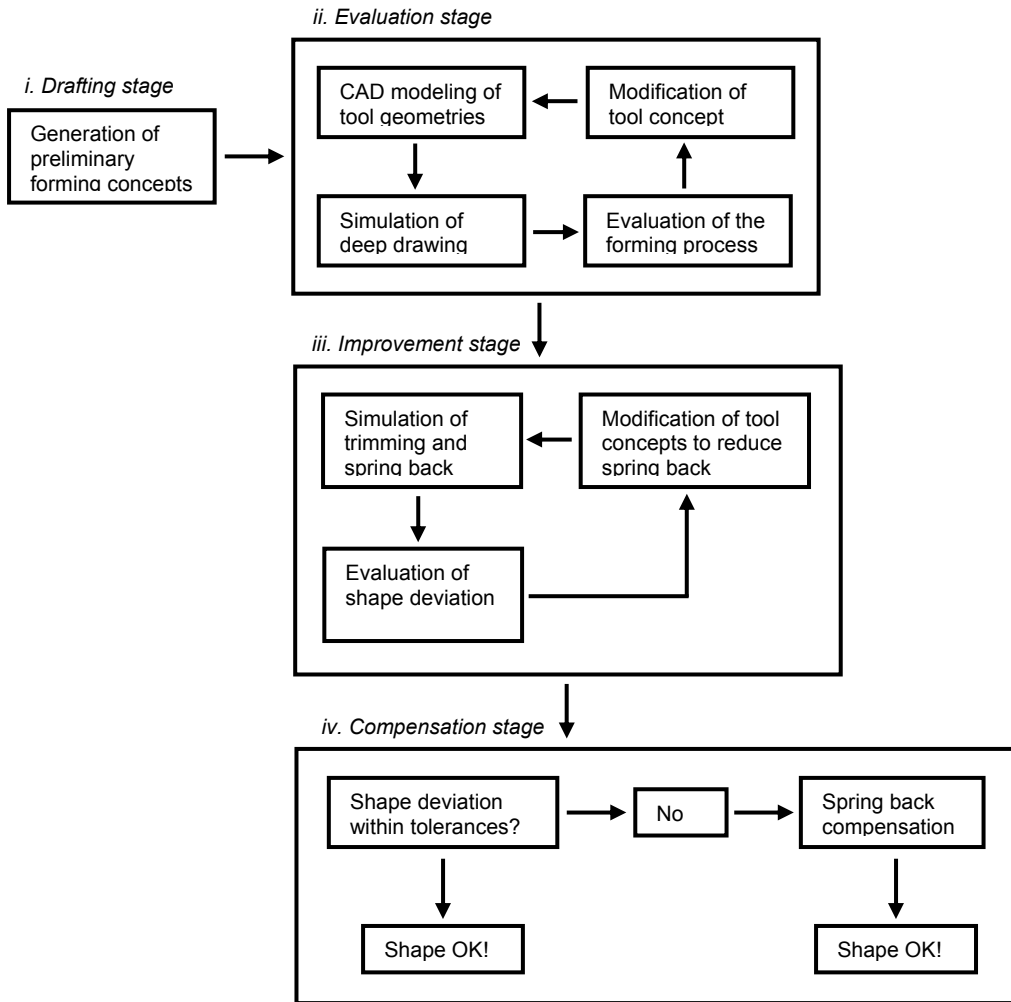 ii. Evaluation stage
i. Drafting stage
Generation of
preliminary
forming concepts
CAD modeling of
tool geometries
Modification of
tool concept
Simulation of
deep drawing
Evaluation of the
forming process
iii. Improvement stage
Simulation of
trimming and
spring back
Modification of tool
concepts to reduce
spring back
Evaluation of
shape deviation
iv. Compensation stage
Shape deviation
within tolerances?
No
Spring back
compensation
Shape OK!
Shape OK!